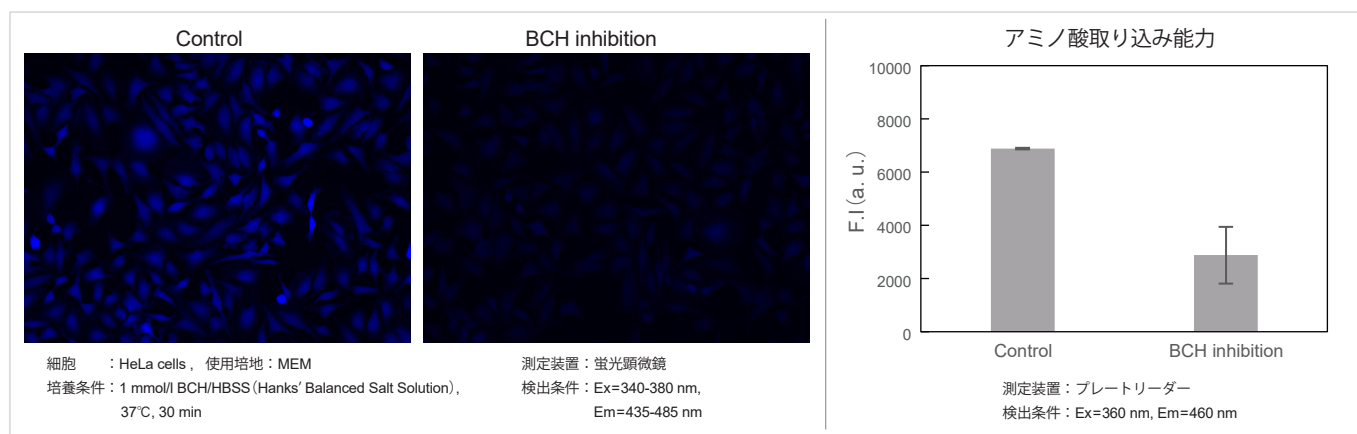 Control
BCH inhibition
細胞　　：HeLa cells ，使用培地：MEM
培養条件：1 mmol/l BCH/HBSS（Hanks’ Balanced Salt Solution），
37℃, 30 min
測定装置：蛍光顕微鏡
検出条件：Ex=340-380 nm,
Em=435-485 nm
アミノ酸取り込み能力
F.I（a. u.）
10000
8000
6000
4000
2000
0
Control
BCH inhibition
測定装置：プレートリーダー
検出条件：Ex=360 nm, Em=460 nm